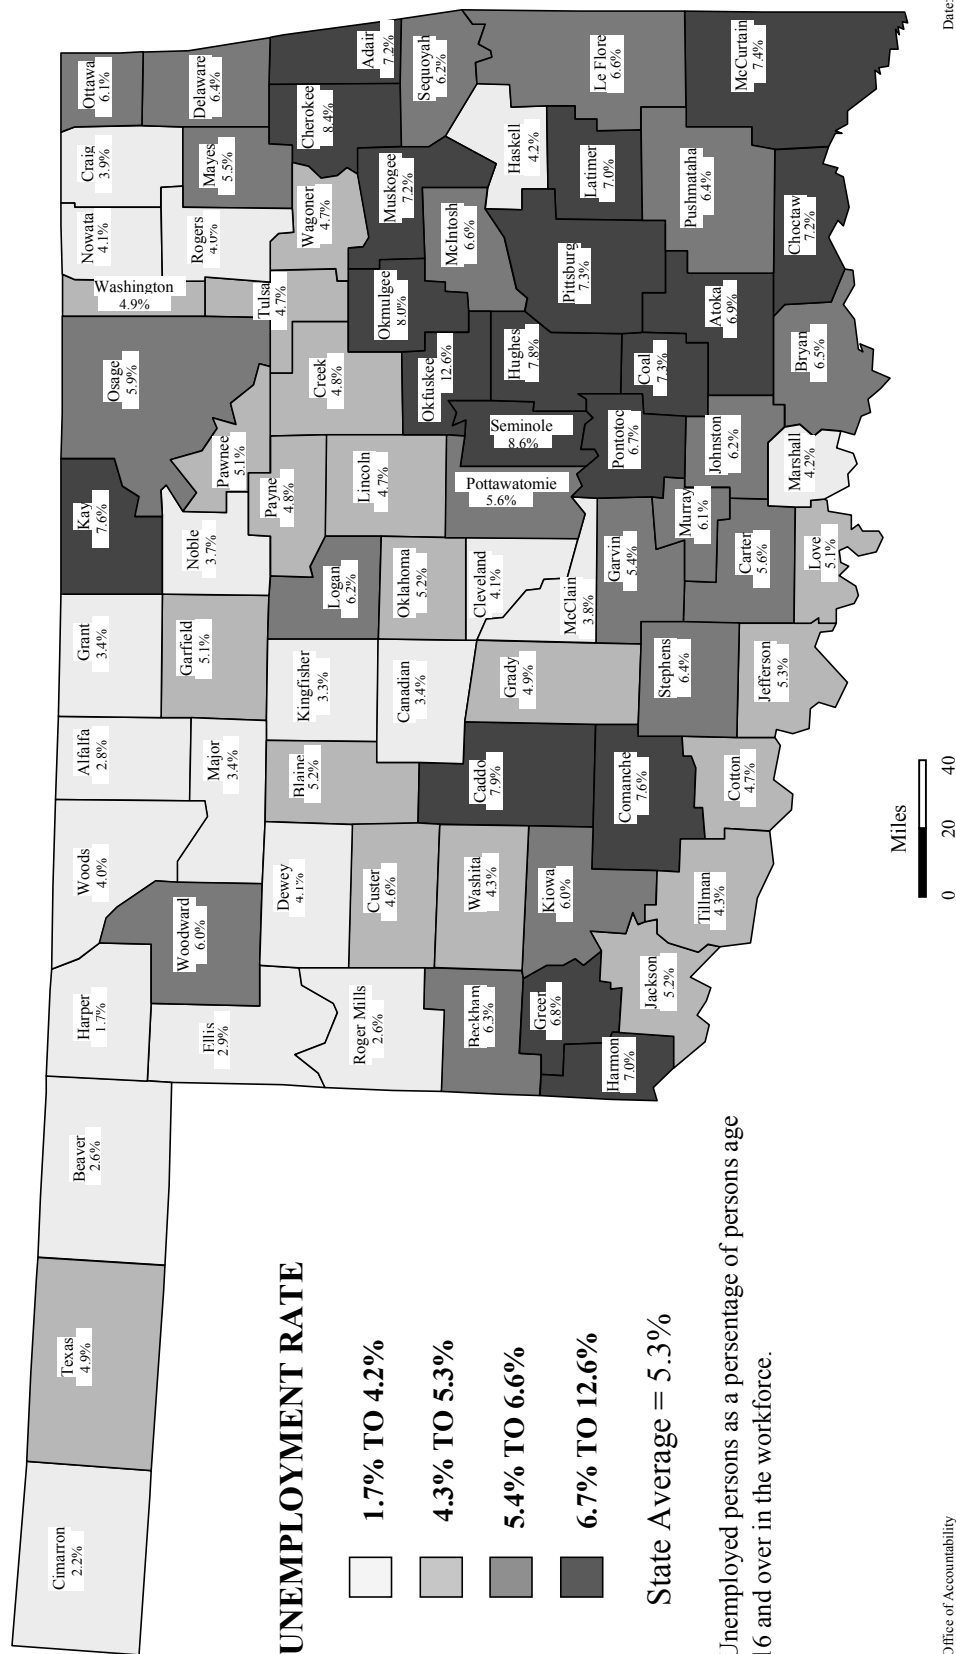 Cimarron
2.2%
Texas
4.9%
Beaver
2.6%
Harper
1.7%
Woods
4.0%
Alfalfa
2.8%
Grant
3.4%
Kay
7.6%
Osage
5.9%
Washington
4.9%
Nowata
4.1%
Craig
3.9%
Ottawa
6.1%
Ellis
2.9%
Woodward
6.0%
Major
3.4%
Garfield
5.1%
Noble
3.7%
Pawnee
5.1%
Rogers
4.0%
Mayes
5.5%
Delaware
6.4%
Roger Mills
2.6%
Dewey
4.1%
Blaine
5.2%
Kingfisher
3.3%
Logan
6.2%
Payne
4.8%
Creek
4.8%
Tulsa
4.7%
Wagoner
4.7%
Cherokee
8.4%
Adair
7.2%
Custer
4.6%
Canadian
3.4%
Oklahoma
5.2%
Lincoln
4.7%
Okfuskee
12.6%
Okmulgee
8.0%
Muskogee
7.2%
Sequoyah
6.2%
Beckham
6.3%
Washita
4.3%
Caddo
7.9%
Grady
4.9%
Cleveland
4.1%
Pottawatomie
5.6%
Seminole
8.6%
Hughes
7.8%
McIntosh
6.6%
Haskell
4.2%
Green
6.8%
Kiowa
6.0%
McClain
3.8%
Pittsburg
7.3%
Latimer
7.0%
Le Flore
6.6%
Harmon
7.0%
Jackson
5.2%
Comanche
7.6%
Stephens
6.4%
Garvin
5.4%
Pontotoc
6.7%
Coal
7.3%
Tillman
4.3%
Cotton
4.7%
Murray
6.1%
Johnston
6.2%
Atoka
6.9%
Pushmataha
6.4%
McCurtain
7.4%
Jefferson
5.3%
Carter
5.6%
Love
5.1%
Marshall
4.2%
Bryan
6.5%
Choctaw
7.2%
UNEMPLOYMENT RATE
1.7% TO 4.2%
4.3% TO 5.3%
5.4% TO 6.6%
6.7% TO 12.6%
State Average = 5.3%
Unemployed persons as a persentage of persons age
16 and over in the workforce.
Miles
0 20 40
Office of Accountability
Date: